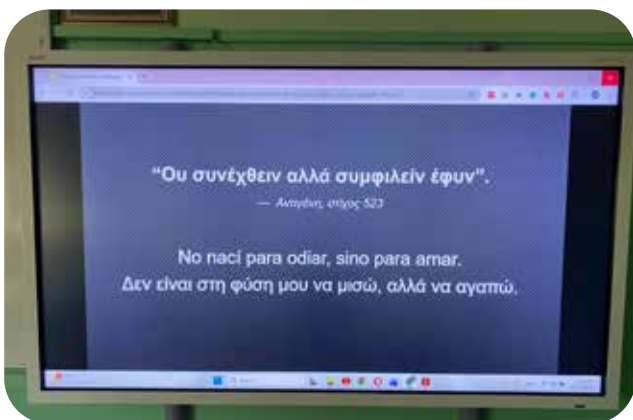 “Ου συνέχθειν αλλά συμφιλείν έφυν”.
— Αντιγόνη, στίχος 523
No nací para odiar, sino para amar.
Δεν είναι στη φύση μου να μισώ, αλλά να αγαπώ.